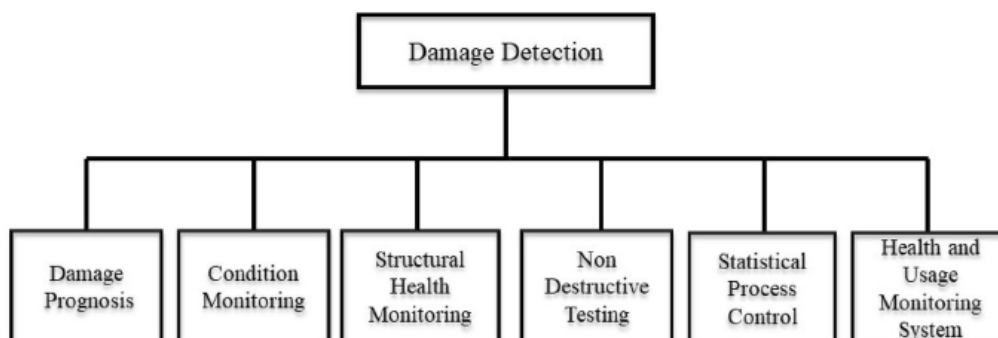 Damage Detection
Damage
Prognosis
Condition
Monitoring
Structural
Health
Monitoring
Non
Destructive
Testing
Statistical
Process
Control
Health and
Usage
Monitoring
System